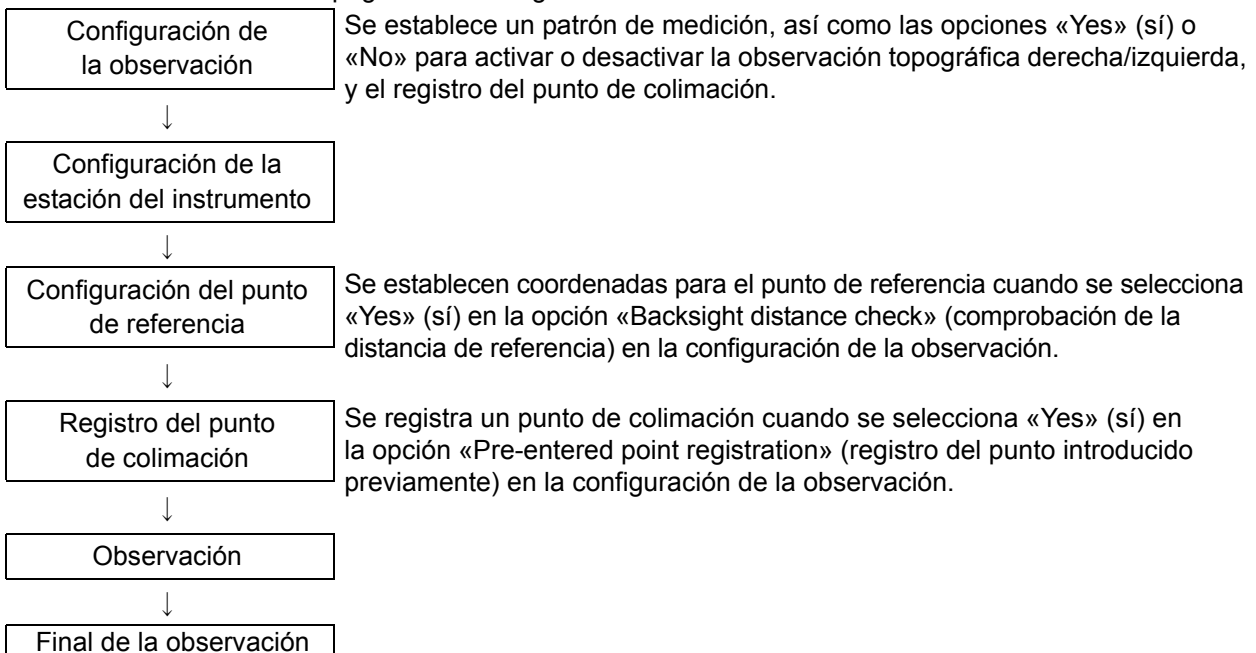 Configuración de
la observación
Se establece un patrón de medición, así como las opciones «Yes» (sí) o
«No» para activar o desactivar la observación topográfica derecha/izquierda,
y el registro del punto de colimación.
↓
Configuración de la
estación del instrumento
↓
Configuración del punto
de referencia
Se establecen coordenadas para el punto de referencia cuando se selecciona
«Yes» (sí) en la opción «Backsight distance check» (comprobación de la
distancia de referencia) en la configuración de la observación.
↓
Registro del punto
de colimación
Se registra un punto de colimación cuando se selecciona «Yes» (sí) en
la opción «Pre-entered point registration» (registro del punto introducido
previamente) en la configuración de la observación.
↓
Observación
↓
Final de la observación